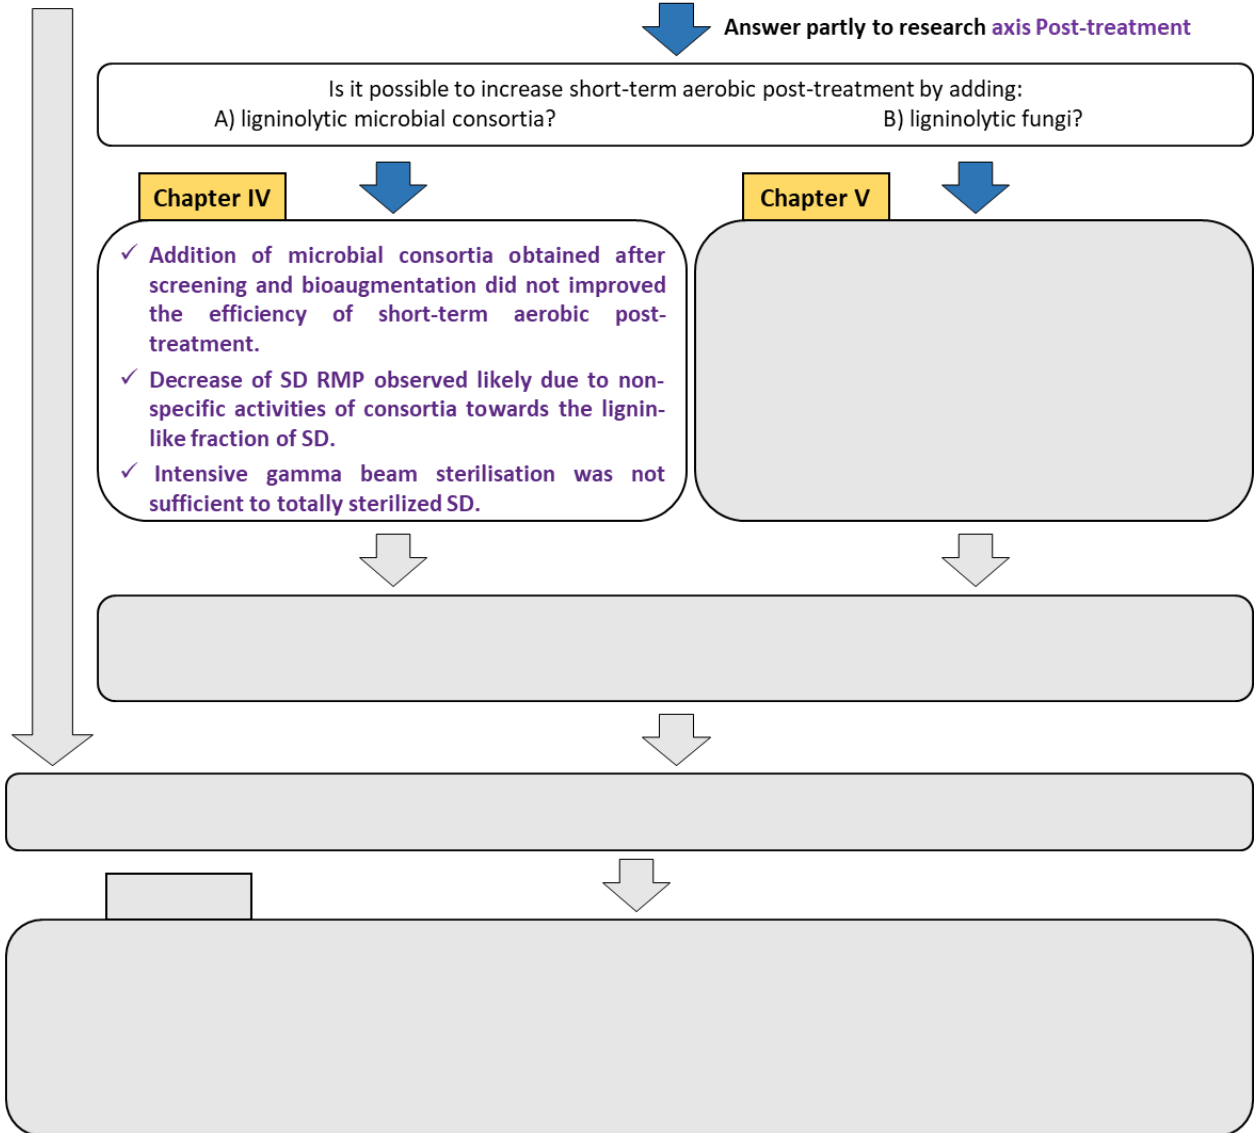 Answer partly to research axis Post-treatment
Is it possible to increase short-term aerobic post-treatment by adding:
A) ligninolytic microbial consortia?
B) ligninolytic fungi?
Chapter IV
Chapter V
✓ Addition of microbial consortia obtained after
screening and bioaugmentation did not improved
the efficiency of short-term aerobic post-
treatment.
✓ Decrease of SD RMP observed likely due to non-
specific activities of consortia towards the lignin-
like fraction of SD.
✓ Intensive gamma beam sterilisation was not
sufficient to totally sterilized SD.